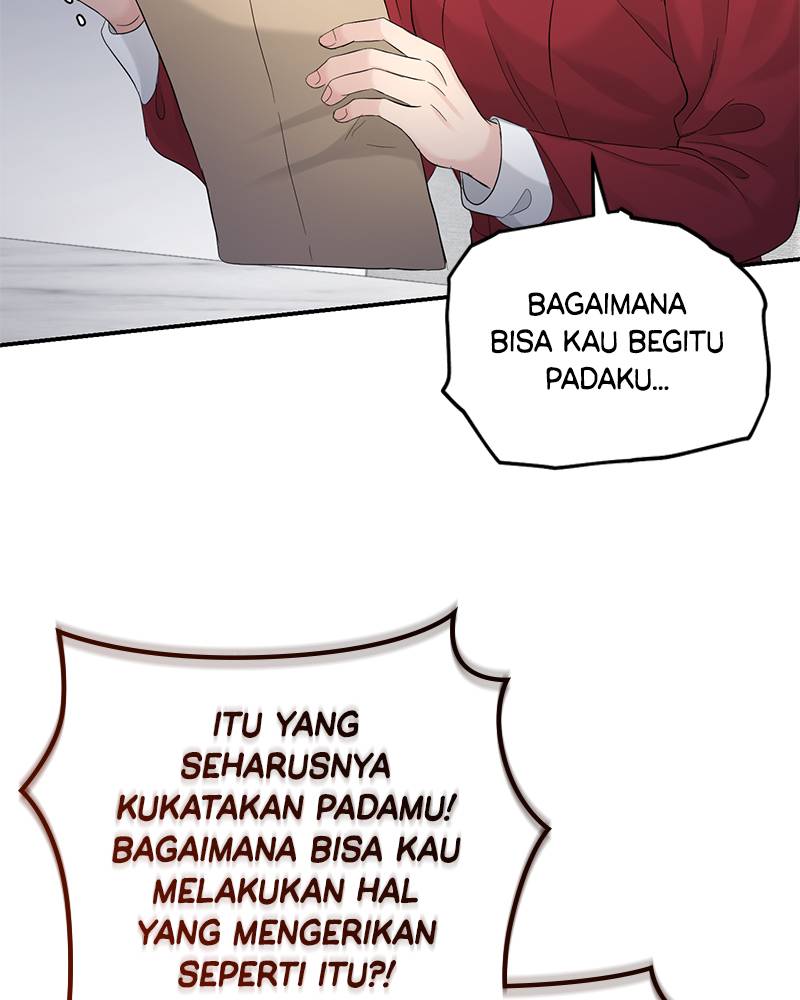 BAGAIMANA
BISA KAU BEGITU
PADAKU...
ITU YANG
SEHARUSNYA
KUKATAKAN PADAMU!
BAGAIMANA BISA KAU
MELAKUKAN HAL
YANG MENGERIKAN
SEPERTI ITU?!